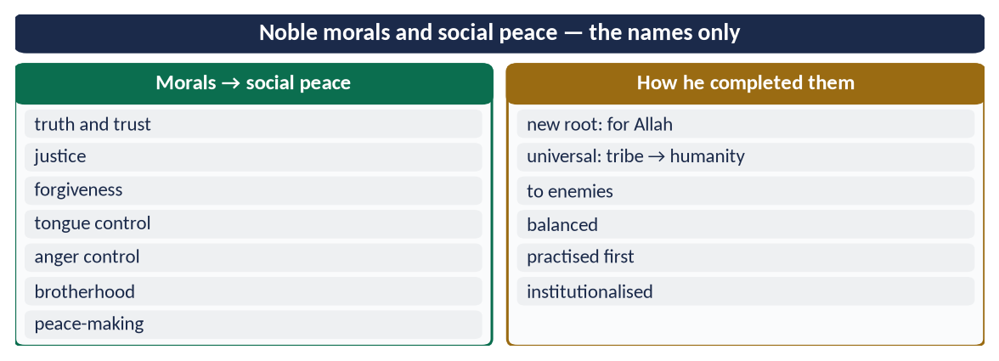 Noble morals and social peace — the names only
Morals → social peace
truth and trust
justice
forgiveness
tongue control
anger control
brotherhood
peace-making
How he completed them
new root: for Allah
universal: tribe → humanity
to enemies
balanced
practised first
institutionalised